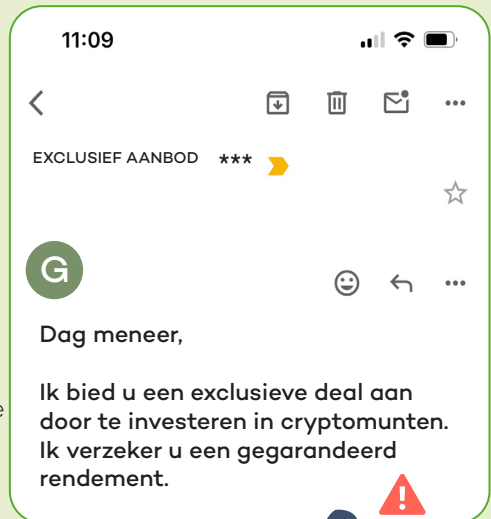 11:09
EXCLUSIEF AANBOD ***
G
Dag meneer,
Ik bied u een exclusieve deal aan
door te investeren in cryptomunten.
Ik verzeker u een gegarandeerd
rendement.